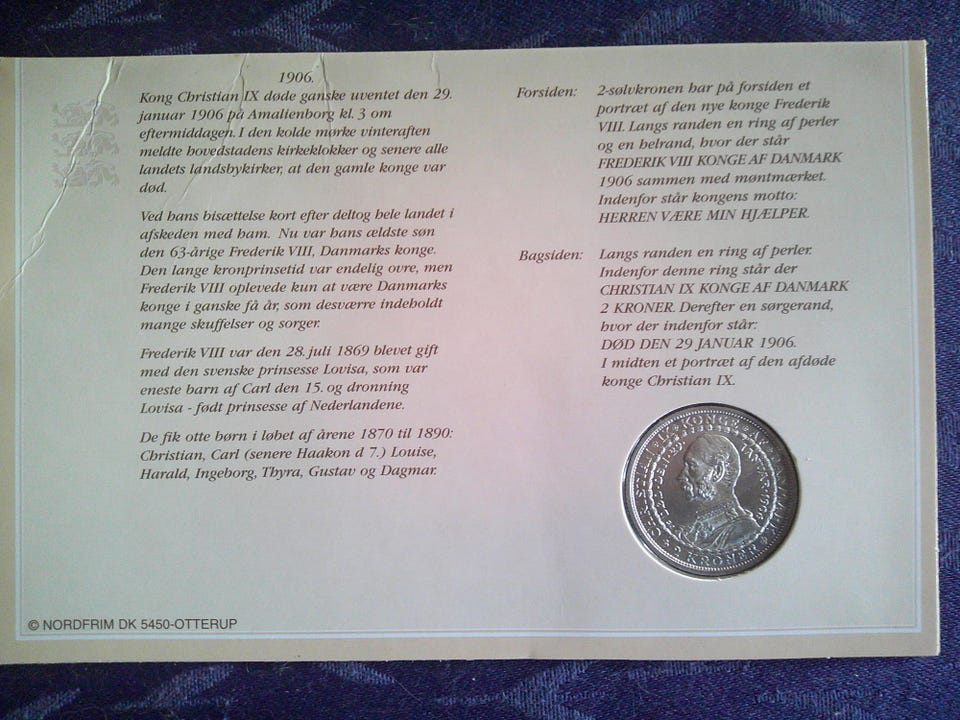 1906.
Kong Christian IX døde ganske uventet den 29.
januar 1906 på Amalienborg kl. 3 om
eftermiddagen. I den kolde mørke vinteraften
meldte hovedstadens kirkeklokker og senere alle
landets landsbykirker, at den gamle konge var
død.
Ved hans bisættelse kort efter deltog hele landet i
afskeden med ham. Nu var hans ældste søn
den 63-årige Frederik VIII, Danmarks konge.
Den lange kronprinsetid var endelig ovre, men
Frederik VIII oplevede kun at være Danmarks
konge i ganske få år, som desværre indeholdt
mange skuffelser og sorger.
Frederik VIII var den 28. juli 1869 blevet gift
med den svenske prinsesse Lovisa, som var
eneste barn af Carl den 15. og dronning
Lovisa - født prinsesse af Nederlandene.
De fik otte børn i løbet af årene 1870 til 1890:
Christian, Carl (senere Haakon d 7.) Louise,
Harald, Ingeborg, Thyra, Gustav og Dagmar.
Forsiden: 2-sølvkronen har på forsiden et
portræt af den nye konge Frederik
VIII. Langs randen en ring af perler
og en helrand, hvor der står
FREDERIK VIII KONGE AF DANMARK
1906 sammen med møntmærket.
Indenfor står kongens motto:
HERREN VÆRE MIN HJÆLPER.
Bagsiden: Langs randen en ring af perler.
Indenfor denne ring står der
CHRISTIAN IX KONGE AF DANMARK
2 KRONER. Derefter en sørgerand,
hvor der indenfor står:
DØD DEN 29 JANUAR 1906.
I midten et portræt af den afdøde
konge Christian IX.
CHRISTIAN IX KONGE AF DANMARK
2 KRONER
DØD DEN 29 JANUAR 1906
© NORDFRIM DK 5450-OTTERUP